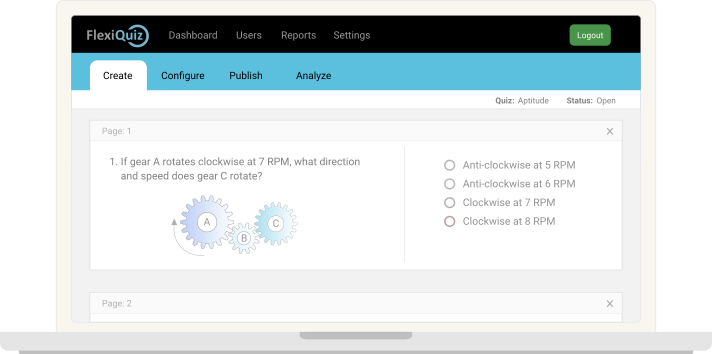 FlexiQuiz Dashboard Users Reports Settings Logout
Create Configure Publish Analyze
Quiz: Aptitude Status: Open
Page: 1 X
1. If gear A rotates clockwise at 7 RPM, what direction
and speed does gear C rotate?
A
B
C
Anti-clockwise at 5 RPM
Anti-clockwise at 6 RPM
Clockwise at 7 RPM
Clockwise at 8 RPM
Page: 2 X